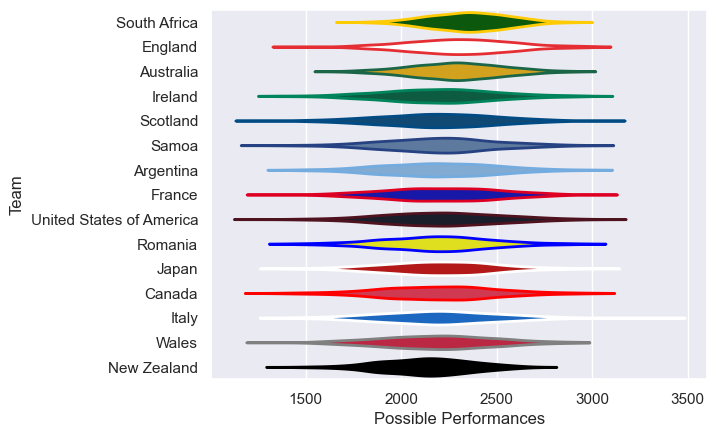 South Africa
England
Australia
Ireland
Scotland
Samoa
Argentina
France
United States of America
Romania
Japan
Canada
Italy
Wales
New Zealand
Team
1500 2000 2500 3000 3500
Possible Performances